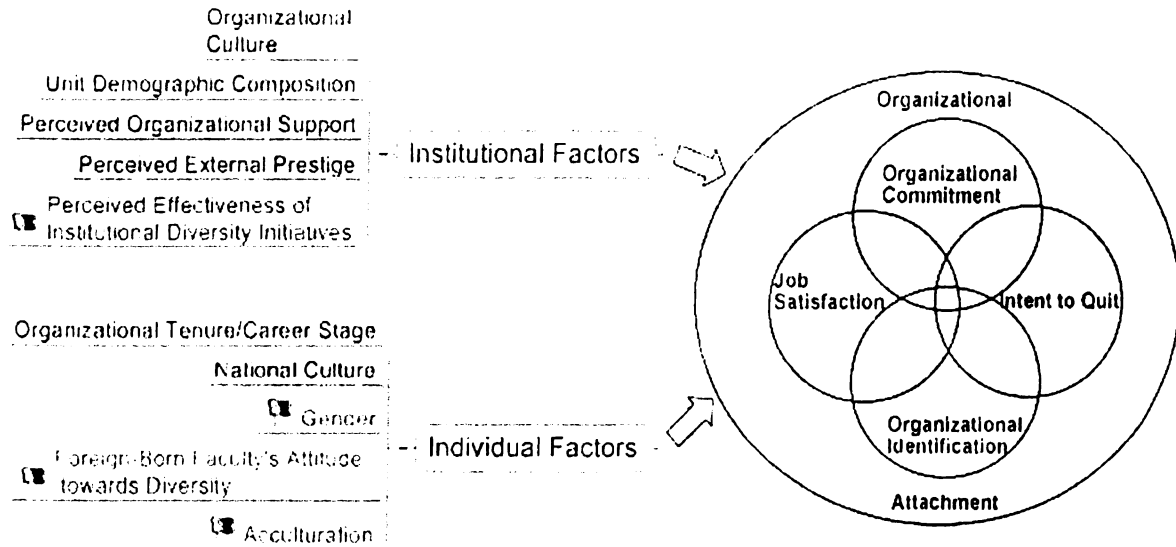 Organizational
Culture
Unit Demographic Composition
Perceived Organizational Support
Perceived External Prestige
Perceived Effectiveness of
Institutional Diversity Initiatives
Institutional Factors
Organizational Tenure/Career Stage
National Culture
Gender
Foreign-Born Faculty's Attitude
towards Diversity
Acculturation
Individual Factors
Organizational
Organizational
Commitment
Job
Satisfaction
Intent to Quit
Organizational
Identification
Attachment